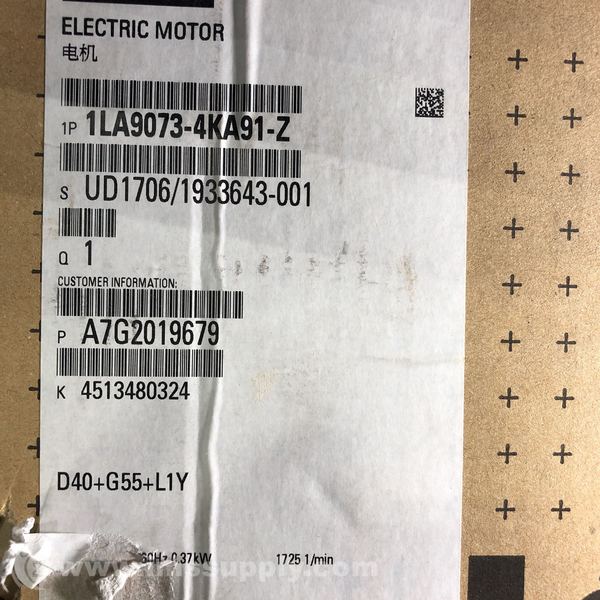 ELECTRIC MOTOR
电机
1P 1LA9073-4KA91-Z
S UD1706/1933643-001
Q 1
CUSTOMER INFORMATION:
P A7G2019679
K 4513480324
D40+G55+L1Y
60Hz 0.37kW 1725 1/min